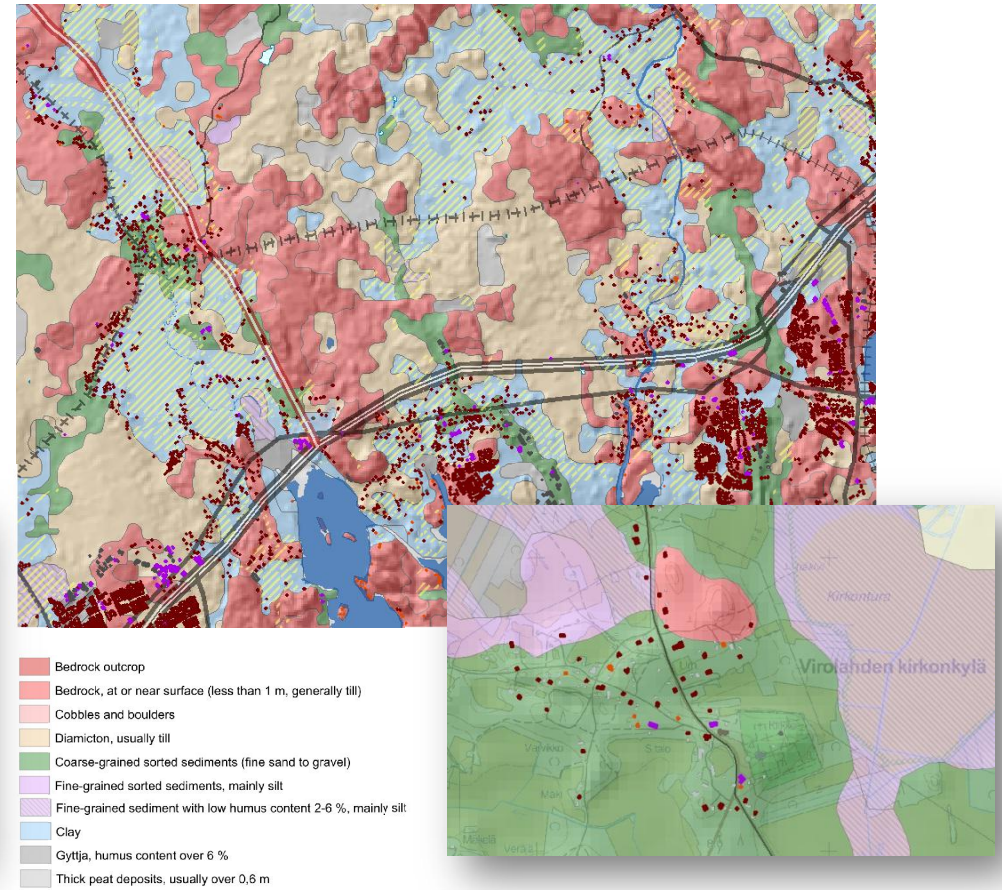 Bedrock outcrop
Bedrock, at or near surface (less than 1 m, generally till)
Cobbles and boulders
Diamicton, usually till
Coarse-grained sorted sediments (fine sand to gravel)
Fine-grained sorted sediments, mainly silt
Fine-grained sediment with low humus content 2-6 %, mainly silt
Clay
Gyttja, humus content over 6 %
Thick peat deposits, usually over 0,6 m
Kirkontura
Virolahden kirkonkylä